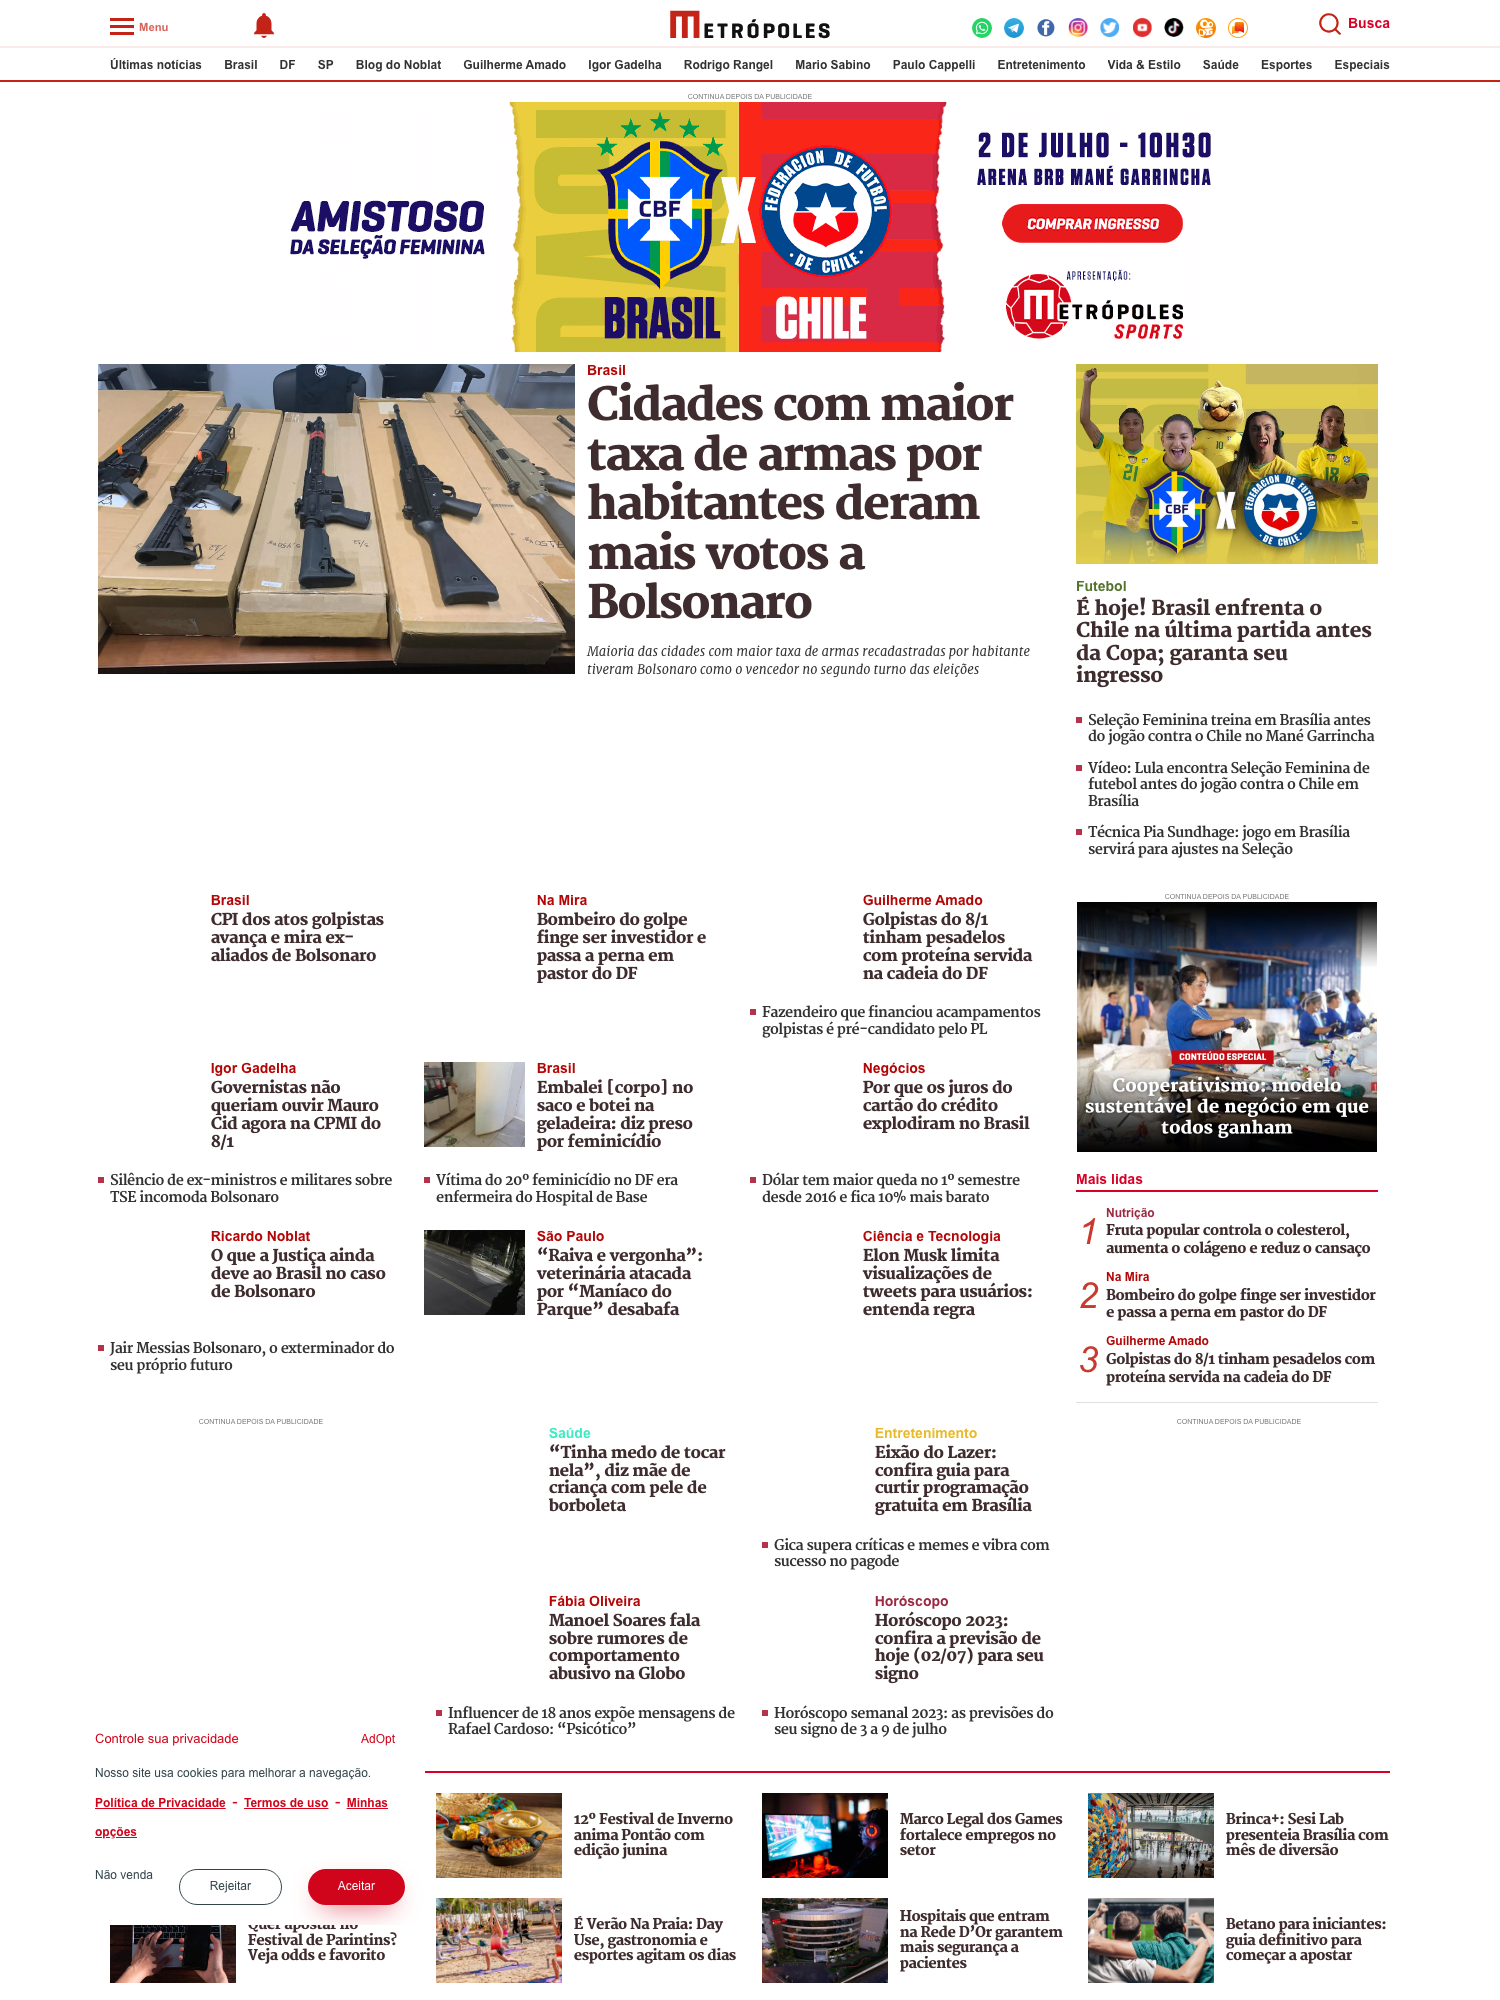 Menu
METRÓPOLES
Busca
Últimas notícias Brasil DF SP Blog do Noblat Guilherme Amado Igor Gadelha Rodrigo Rangel Mario Sabino Paulo Cappelli Entretenimento Vida & Estilo Saúde Esportes Especiais
CONTINUA DEPOIS DA PUBLICIDADE
AMISTOSO
DA SELEÇÃO FEMININA
CBF
X
FEDERACION DE FUTBOL
· DE CHILE ·
BRASIL
CHILE
2 DE JULHO - 10H30
ARENA BRB MANÉ GARRINCHA
COMPRAR INGRESSO
APRESENTAÇÃO:
METRÓPOLES
SPORTS
Brasil
Cidades com maior
taxa de armas por
habitantes deram
mais votos a
Bolsonaro
Maioria das cidades com maior taxa de armas recadastradas por habitante
tiveram Bolsonaro como o vencedor no segundo turno das eleições
21
10
18
CBF
X
FEDERACION DE FUTBOL
· DE CHILE ·
Futebol
É hoje! Brasil enfrenta o
Chile na última partida antes
da Copa; garanta seu
ingresso
Seleção Feminina treina em Brasília antes
do jogão contra o Chile no Mané Garrincha
Vídeo: Lula encontra Seleção Feminina de
futebol antes do jogão contra o Chile em
Brasília
Técnica Pia Sundhage: jogo em Brasília
servirá para ajustes na Seleção
Brasil
CPI dos atos golpistas
avança e mira ex-
aliados de Bolsonaro
Na Mira
Bombeiro do golpe
finge ser investidor e
passa a perna em
pastor do DF
Guilherme Amado
Golpistas do 8/1
tinham pesadelos
com proteína servida
na cadeia do DF
Fazendeiro que financiou acampamentos
golpistas é pré-candidato pelo PL
Igor Gadelha
Governistas não
queriam ouvir Mauro
Cid agora na CPMI do
8/1
Silêncio de ex-ministros e militares sobre
TSE incomoda Bolsonaro
Brasil
Embalei [corpo] no
saco e botei na
geladeira: diz preso
por feminicídio
Vítima do 20º feminicídio no DF era
enfermeira do Hospital de Base
Negócios
Por que os juros do
cartão do crédito
explodiram no Brasil
Dólar tem maior queda no 1º semestre
desde 2016 e fica 10% mais barato
Ricardo Noblat
O que a Justiça ainda
deve ao Brasil no caso
de Bolsonaro
Jair Messias Bolsonaro, o exterminador do
seu próprio futuro
São Paulo
“Raiva e vergonha”:
veterinária atacada
por “Maníaco do
Parque” desabafa
Ciência e Tecnologia
Elon Musk limita
visualizações de
tweets para usuários:
entenda regra
CONTINUA DEPOIS DA PUBLICIDADE
CONTEÚDO ESPECIAL
Cooperativismo: modelo
sustentável de negócio em que
todos ganham
Mais lidas
1
Nutrição
Fruta popular controla o colesterol,
aumenta o colágeno e reduz o cansaço
2
Na Mira
Bombeiro do golpe finge ser investidor
e passa a perna em pastor do DF
3
Guilherme Amado
Golpistas do 8/1 tinham pesadelos com
proteína servida na cadeia do DF
CONTINUA DEPOIS DA PUBLICIDADE
CONTINUA DEPOIS DA PUBLICIDADE
Saúde
“Tinha medo de tocar
nela”, diz mãe de
criança com pele de
borboleta
Entretenimento
Eixão do Lazer:
confira guia para
curtir programação
gratuita em Brasília
Gica supera críticas e memes e vibra com
sucesso no pagode
Fábia Oliveira
Manoel Soares fala
sobre rumores de
comportamento
abusivo na Globo
Influencer de 18 anos expõe mensagens de
Rafael Cardoso: “Psicótico”
Horóscopo
Horóscopo 2023:
confira a previsão de
hoje (02/07) para seu
signo
Horóscopo semanal 2023: as previsões do
seu signo de 3 a 9 de julho
Controle sua privacidade
AdOpt
Nosso site usa cookies para melhorar a navegação.
Política de Privacidade - Termos de uso - Minhas
opções
Não venda
Rejeitar
Aceitar
12º Festival de Inverno
anima Pontão com
edição junina
Marco Legal dos Games
fortalece empregos no
setor
Brinca+: Sesi Lab
presenteia Brasília com
mês de diversão
Quer apostar no
Festival de Parintins?
Veja odds e favorito
É Verão Na Praia: Day
Use, gastronomia e
esportes agitam os dias
Hospitais que entram
na Rede D’Or garantem
mais segurança a
pacientes
Betano para iniciantes:
guia definitivo para
começar a apostar